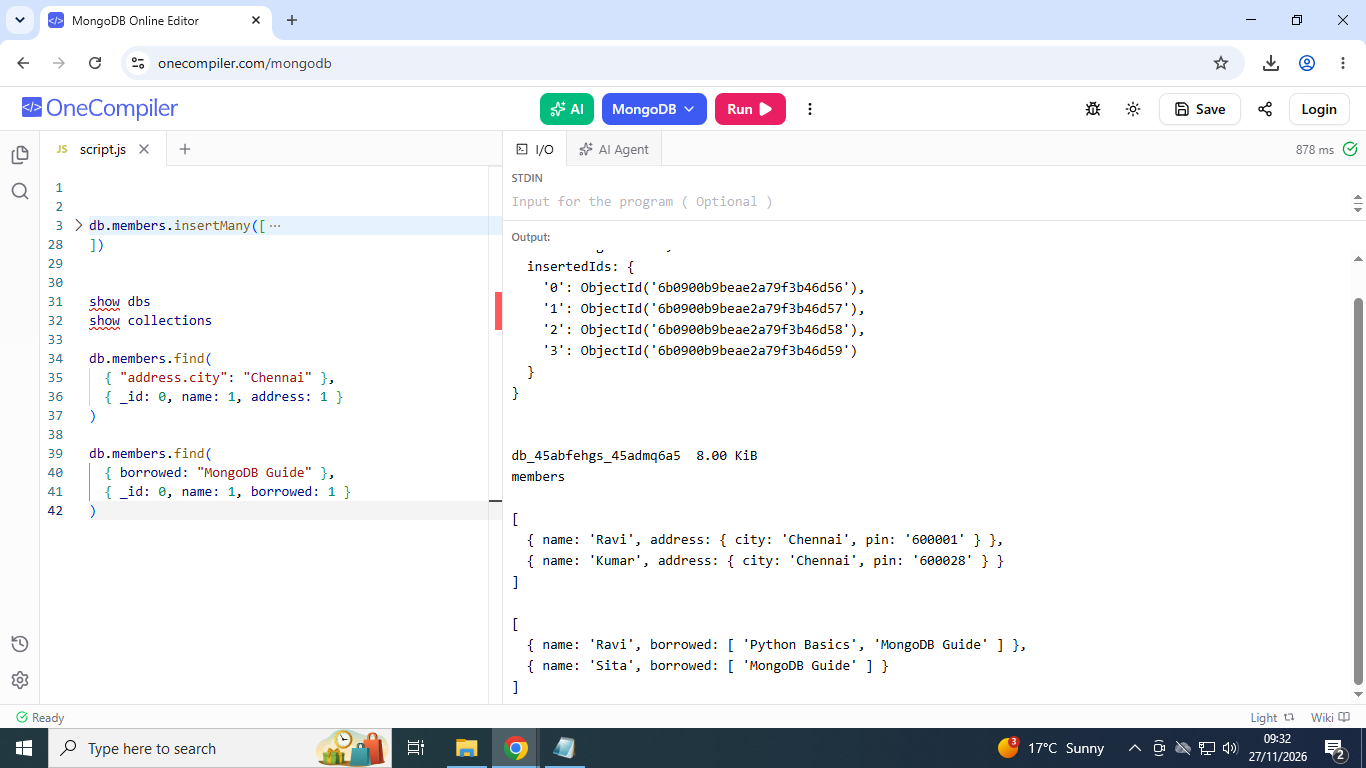 MongoDB Online Editor
onecompiler.com/mongodb
OneCompiler
AI
MongoDB
Run
Save
Login
JS script.js
I/O
AI Agent
878 ms
STDIN
Input for the program ( Optional )
Output:
1
2
3 db.members.insertMany([ ···
28 ])
29
30
31 show dbs
32 show collections
33
34 db.members.find(
35 { "address.city": "Chennai" },
36 { _id: 0, name: 1, address: 1 }
37 )
38
39 db.members.find(
40 { borrowed: "MongoDB Guide" },
41 { _id: 0, name: 1, borrowed: 1 }
42 )
insertedIds: {
'0': ObjectId('6b0900b9beae2a79f3b46d56'),
'1': ObjectId('6b0900b9beae2a79f3b46d57'),
'2': ObjectId('6b0900b9beae2a79f3b46d58'),
'3': ObjectId('6b0900b9beae2a79f3b46d59')
}
}
db_45abfehgs_45admq6a5 8.00 KiB
members
[
{ name: 'Ravi', address: { city: 'Chennai', pin: '600001' } },
{ name: 'Kumar', address: { city: 'Chennai', pin: '600028' } }
]
[
{ name: 'Ravi', borrowed: [ 'Python Basics', 'MongoDB Guide' ] },
{ name: 'Sita', borrowed: [ 'MongoDB Guide' ] }
]
Ready
Light
Wiki
Type here to search
3
17°C Sunny
09:32
27/11/2026
2